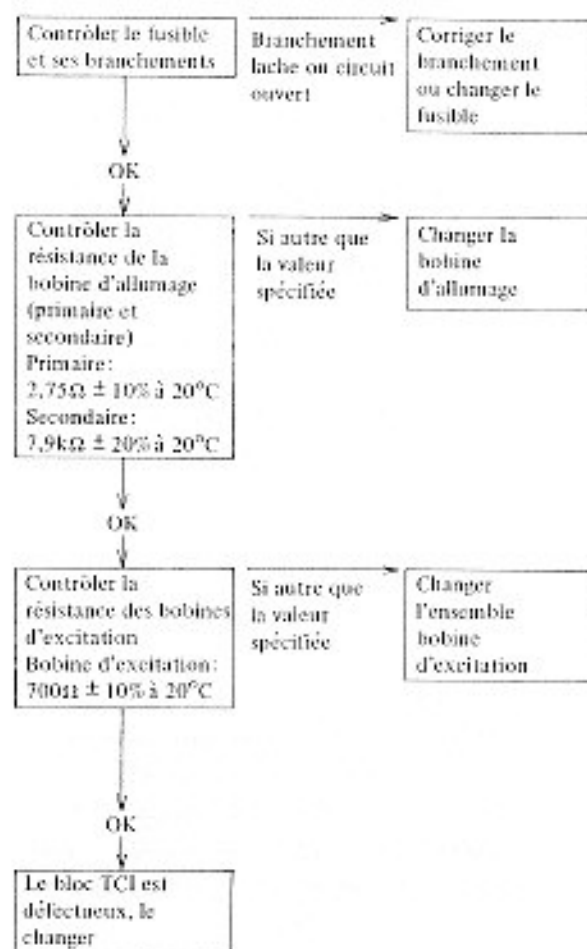 Contrôler le fusible
et ses branchements
Branchement
lache ou circuit
ouvert
Corriger le
branchement
ou changer le
fusible
OK
Contrôler la
résistance de la
bobine d'allumage
(primaire et
secondaire)
Primaire:
2,75Ω ± 10% à 20°C
Secondaire:
7,9kΩ ± 20% à 20°C
Si autre que
la valeur
spécifiée
Changer la
bobine
d'allumage
OK
Contrôler la
résistance des bobines
d'excitation
Bobine d'excitation:
700Ω ± 10% à 20°C
Si autre que
la valeur
spécifiée
Changer
l'ensemble
bobine
d'excitation
OK
Le bloc TCI est
défectueux, le
changer